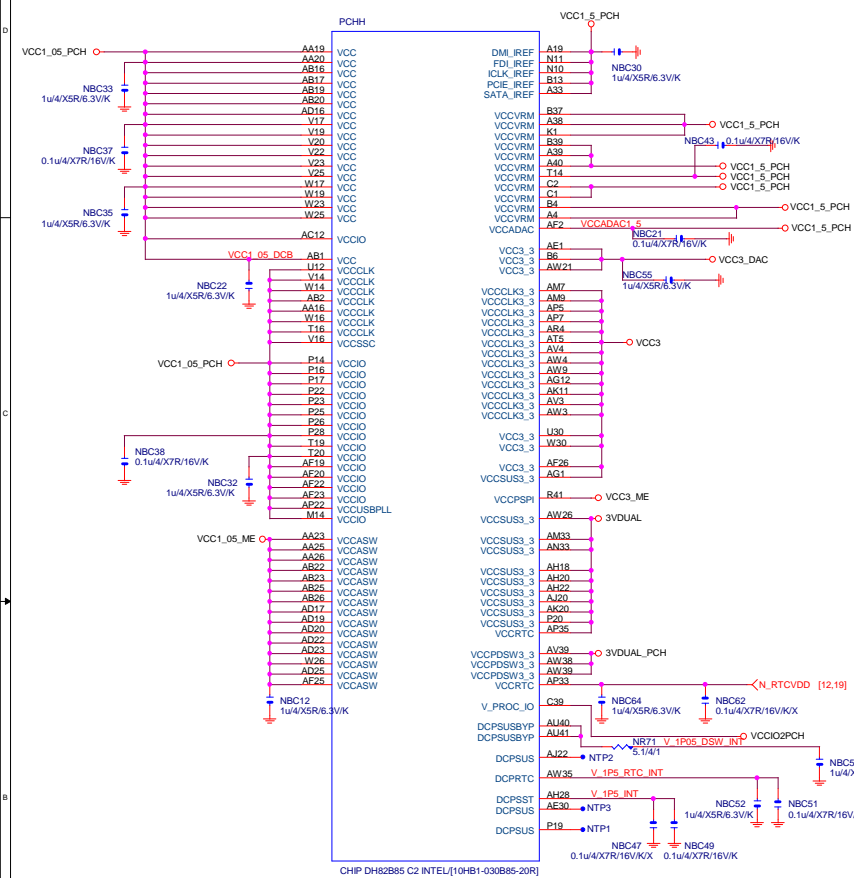 D
PCHH
VCC1_5_PCH
VCC1_05_PCH
AA19 VCC DMI_IREF A19
AA20 VCC FDI_IREF N11
AB16 VCC ICLK_IREF N10
AB17 VCC PCIE_IREF B13
AB19 VCC SATA_IREF A33
AB20 VCC
AD16 VCC VCCVRM B37
V17 VCC VCCVRM A38
V19 VCC VCCVRM K1
V20 VCC VCCVRM B39
V22 VCC VCCVRM A39
V23 VCC VCCVRM A40
V25 VCC VCCVRM T14
W17 VCC VCCVRM C2
W19 VCC VCCVRM C1
W23 VCC VCCVRM B4
W25 VCC VCCVRM A4
VCCADAC AF2 VCCADAC1_5
AC12 VCCIO
NBC30
1u/4/X5R/6.3V/K
NBC33
1u/4/X5R/6.3V/K
NBC37
0.1u/4/X7R/16V/K
NBC35
1u/4/X5R/6.3V/K
VCC1_5_PCH
NBC43 0.1u/4/X7R/16V/K
VCC1_5_PCH
VCC1_5_PCH
VCC1_5_PCH
VCC1_5_PCH
VCC1_5_PCH
NBC21
0.1u/4/X7R/16V/K
VCC3_3 AE1
VCC3_3 B6
VCC3_3 AW21
VCC3_DAC
NBC55
1u/4/X5R/6.3V/K
VCC1_05_DCB
AB1 VCC
U12 VCCCLK
V14 VCCCLK
W14 VCCCLK
AB2 VCCCLK
AA16 VCCCLK
W16 VCCCLK
T16 VCCCLK
V16 VCCSSC
NBC22
1u/4/X5R/6.3V/K
VCCCLK3_3 AM7
VCCCLK3_3 AM9
VCCCLK3_3 AP5
VCCCLK3_3 AP7
VCCCLK3_3 AR4
VCCCLK3_3 AT5
VCCCLK3_3 AV4
VCCCLK3_3 AW4
VCCCLK3_3 AW9
VCCCLK3_3 AG12
VCCCLK3_3 AK11
VCCCLK3_3 AV3
VCCCLK3_3 AW3
VCC3
C
VCC1_05_PCH
P14 VCCIO
P16 VCCIO
P17 VCCIO
P22 VCCIO
P23 VCCIO
P25 VCCIO
P26 VCCIO
P28 VCCIO
T19 VCCIO
T20 VCCIO
AF19 VCCIO
AF20 VCCIO
AF22 VCCIO
AF23 VCCIO
AP22 VCCUSBPLL
M14 VCCIO
NBC38
0.1u/4/X7R/16V/K
NBC32
1u/4/X5R/6.3V/K
VCC3_3 U30
VCC3_3 W30
VCC3_3 AF26
VCCSUS3_3 AG1
VCCPSPI R41
VCC3_ME
VCCSUS3_3 AW26
3VDUAL
VCCSUS3_3 AM33
VCCSUS3_3 AN33
VCCSUS3_3 AH18
VCCSUS3_3 AH20
VCCSUS3_3 AH22
VCCSUS3_3 AJ20
VCCSUS3_3 AK20
VCCSUS3_3 P20
VCCRTC AP35
VCC1_05_ME
AA23 VCCASW
AA25 VCCASW
AA26 VCCASW
AB22 VCCASW
AB23 VCCASW
AB25 VCCASW
AB26 VCCASW
AD17 VCCASW
AD19 VCCASW
AD20 VCCASW
AD22 VCCASW
AD23 VCCASW
W26 VCCASW
AD25 VCCASW
AF25 VCCASW
NBC12
1u/4/X5R/6.3V/K
VCCPDSW3_3 AV39
VCCPDSW3_3 AW38
VCCPDSW3_3 AW39
3VDUAL_PCH
VCCRTC AP33
N_RTCVDD [12,19]
NBC64
1u/4/X5R/6.3V/K
NBC62
0.1u/4/X7R/16V/K/X
V_PROC_IO C39
VCCIO2PCH
DCPSUSBYP AU40
DCPSUSBYP AU41
NR71 V_1P05_DSW_INT
5.1/4/1
DCPSUS AJ22 NTP2
DCPRTC AW35 V_1P5_RTC_INT
B
DCPSST AH28 V_1P5_INT
DCPSUS AE30 NTP3
DCPSUS P19 NTP1
NBC52
1u/4/X5R/6.3V/K
NBC51
0.1u/4/X7R/16V
NBC47
0.1u/4/X7R/16V/K/X
NBC49
0.1u/4/X7R/16V/K
CHIP DH82B85 C2 INTEL/[10HB1-030B85-20R]